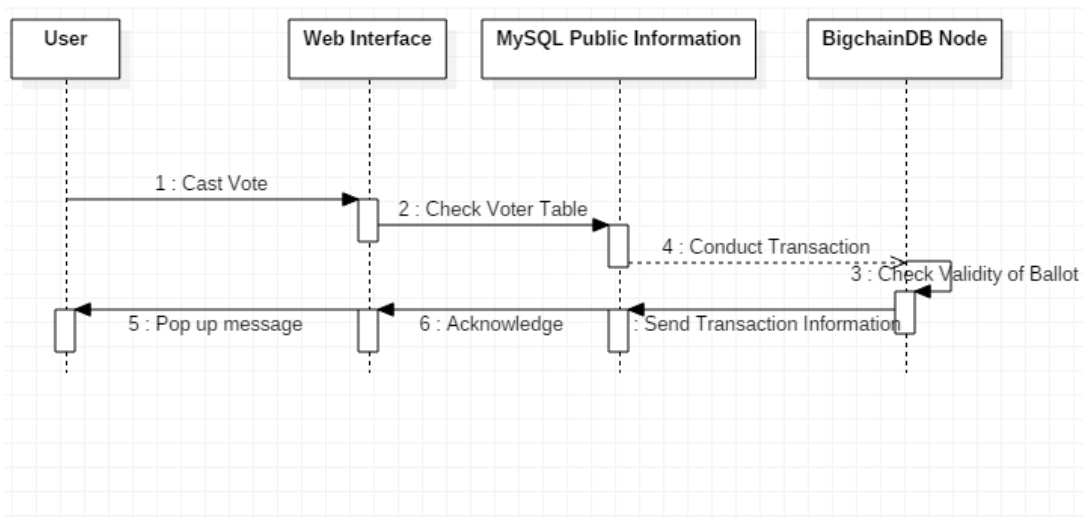 User
Web Interface
MySQL Public Information
BigchainDB Node
1 : Cast Vote
2 : Check Voter Table
4 : Conduct Transaction
3 : Check Validity of Ballot
5 : Pop up message
6 : Acknowledge
: Send Transaction Information